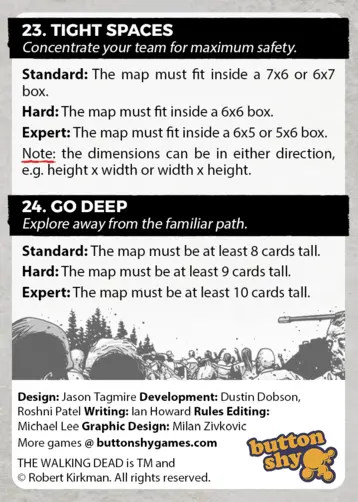 23. TIGHT SPACES
Concentrate your team for maximum safety.
Standard: The map must fit inside a 7x6 or 6x7
box.
Hard: The map must fit inside a 6x6 box.
Expert: The map must fit inside a 6x5 or 5x6 box.
Note: the dimensions can be in either direction,
e.g. height x width or width x height.
24. GO DEEP
Explore away from the familiar path.
Standard: The map must be at least 8 cards tall.
Hard: The map must be at least 9 cards tall.
Expert: The map must be at least 10 cards tall.
Design: Jason Tagmire Development: Dustin Dobson,
Roshni Patel Writing: Ian Howard Rules Editing:
Michael Lee Graphic Design: Milan Zivkovic
More games @ buttonshygames.com
THE WALKING DEAD is TM and
© Robert Kirkman. All rights reserved.
button
shy